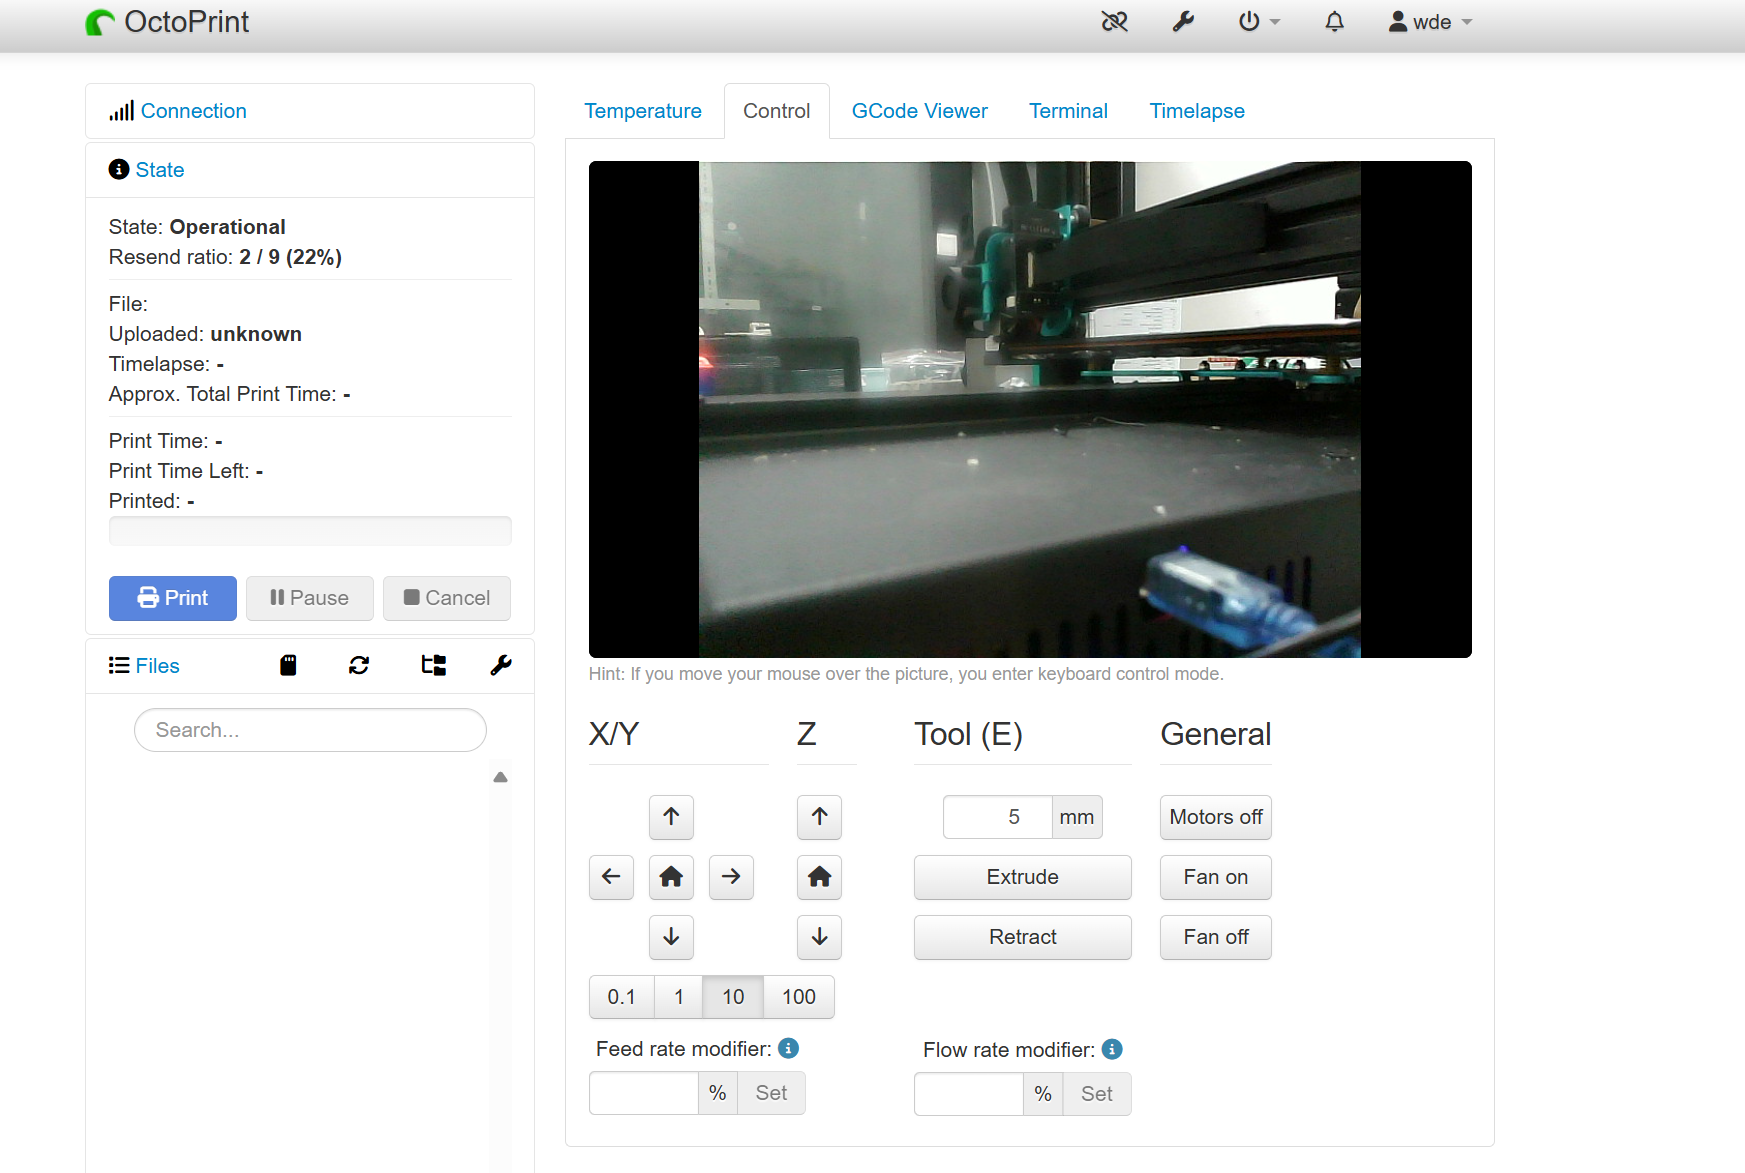 OctoPrint
wde
Connection
State
State: Operational
Resend ratio: 2 / 9 (22%)
File:
Uploaded: unknown
Timelapse: -
Approx. Total Print Time: -
Print Time: -
Print Time Left: -
Printed: -
Print
Pause
Cancel
Files
Search...
Temperature
Control
GCode Viewer
Terminal
Timelapse
Hint: If you move your mouse over the picture, you enter keyboard control mode.
X/Y
Z
Tool (E)
General
5 mm
Motors off
Extrude
Fan on
Retract
Fan off
0.1 1 10 100
Feed rate modifier:
% Set
Flow rate modifier:
% Set